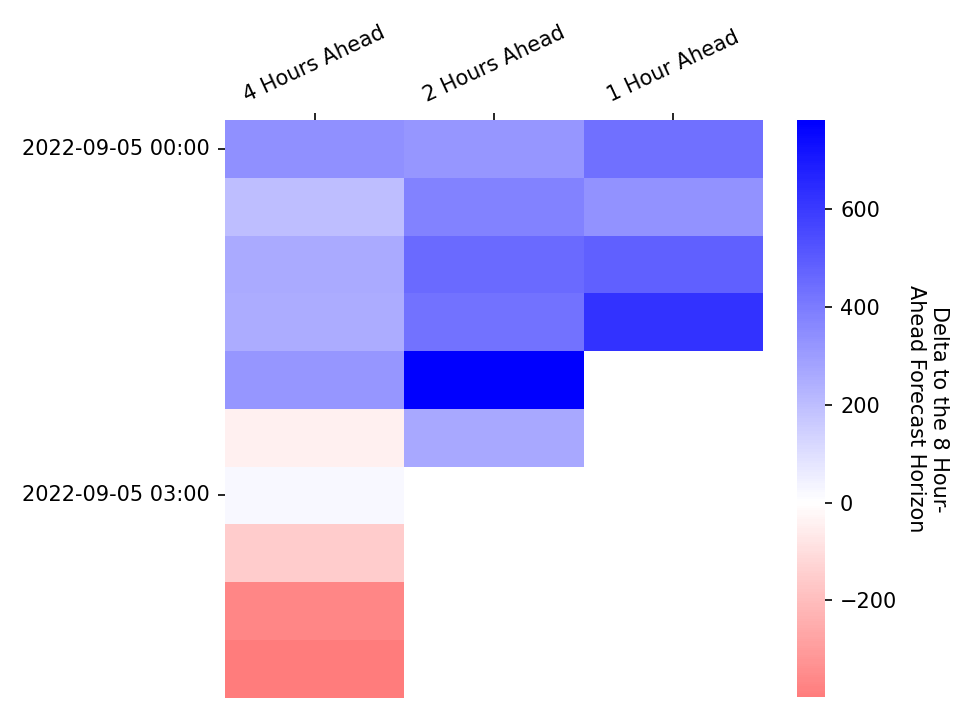 4 Hours Ahead
2 Hours Ahead
1 Hour Ahead
2022-09-05 00:00
2022-09-05 03:00
600
400
200
0
−200
Delta to the 8 Hour-
Ahead Forecast Horizon